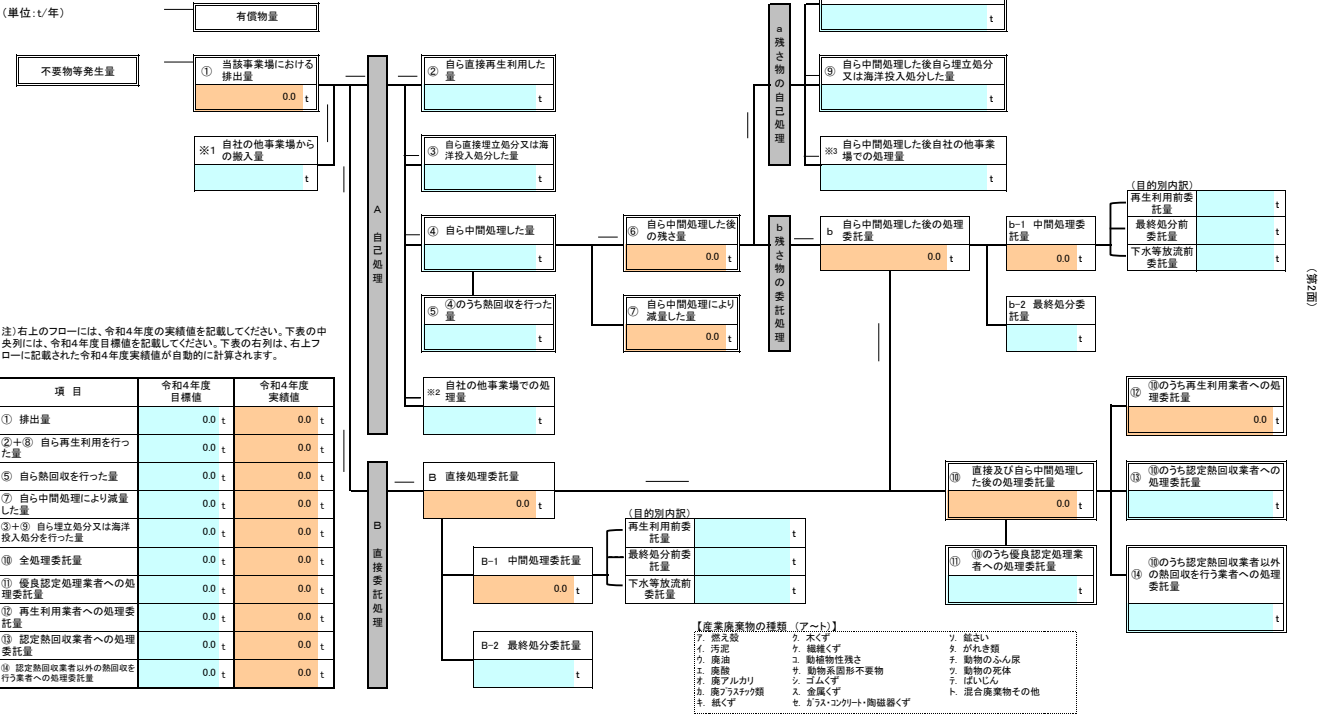 (単位:t/年)
有償物量
t
不要物等発生量
① 当該事業場における
排出量
0.0 t
※1 自社の他事業場から
の搬入量
t
A 自己処理
② 自ら直接再生利用した
量
t
③ 自ら直接埋立処分又は海
洋投入処分した量
t
④ 自ら中間処理した量
t
⑤ ④のうち熱回収を行った
量
t
※2 自社の他事業場での処
理量
t
⑥ 自ら中間処理した後
の残さ量
0.0 t
⑦ 自ら中間処理により
減量した量
0.0 t
a 残さ物の自己処理
⑨ 自ら中間処理した後自ら埋立処分
又は海洋投入処分した量
t
※3 自ら中間処理した後自社の他事業
場での処理量
t
b 残さ物の委託処理
b 自ら中間処理した後の処理
委託量
0.0 t
b-1 中間処理委
託量
0.0 t
b-2 最終処分委
託量
t
(目的別内訳)
再生利用前委
託量
t
最終処分前
委託量
t
下水等放流前
委託量
t
(第2面)
注)右上のフローには、令和4年度の実績値を記載してください。下表の中
央列には、令和4年度目標値を記載してください。下表の右列は、右上フ
ローに記載された令和4年度実績値が自動的に計算されます。
項 目 令和4年度
目標値 令和4年度
実績値
① 排出量 0.0 t 0.0 t
②+⑧ 自ら再生利用を行っ
た量 0.0 t 0.0 t
⑤ 自ら熱回収を行った量 0.0 t 0.0 t
⑦ 自ら中間処理により減量
した量 0.0 t 0.0 t
③+⑨ 自ら埋立処分又は海洋
投入処分を行った量 0.0 t 0.0 t
⑩ 全処理委託量 0.0 t 0.0 t
⑪ 優良認定処理業者への処
理委託量 0.0 t 0.0 t
⑫ 再生利用業者への処理委
託量 0.0 t 0.0 t
⑬ 認定熱回収業者への処理
委託量 0.0 t 0.0 t
⑭ 認定熱回収業者以外の熱回収を
行う業者への処理委託量 0.0 t 0.0 t
B 直接委託処理
B 直接処理委託量
0.0 t
B-1 中間処理委託量
0.0 t
B-2 最終処分委託量
t
(目的別内訳)
再生利用前委
託量
t
最終処分前委
託量
t
下水等放流前
委託量
t
⑩ 直接及び自ら中間処理し
た後の処理委託量
0.0 t
⑪ ⑩のうち優良認定処理業
者への処理委託量
t
⑫ ⑩のうち再生利用業者への処
理委託量
0.0 t
⑬ ⑩のうち認定熱回収業者への
処理委託量
t
⑭ ⑩のうち認定熱回収業者以外
の熱回収を行う業者への処理
委託量
t
【産業廃棄物の種類 (ア~ト)】
ア. 燃え殻 ク. 木くず ソ. 鉱さい
イ. 汚泥 ケ. 繊維くず タ. がれき類
ウ. 廃油 コ. 動植物性残さ チ. 動物のふん尿
エ. 廃酸 サ. 動物系固形不要物 ツ. 動物の死体
オ. 廃アルカリ シ. ゴムくず テ. ばいじん
カ. 廃プラスチック類 ス. 金属くず ト. 混合廃棄物その他
キ. 紙くず セ. ガラス・コンクリート・陶磁器くず